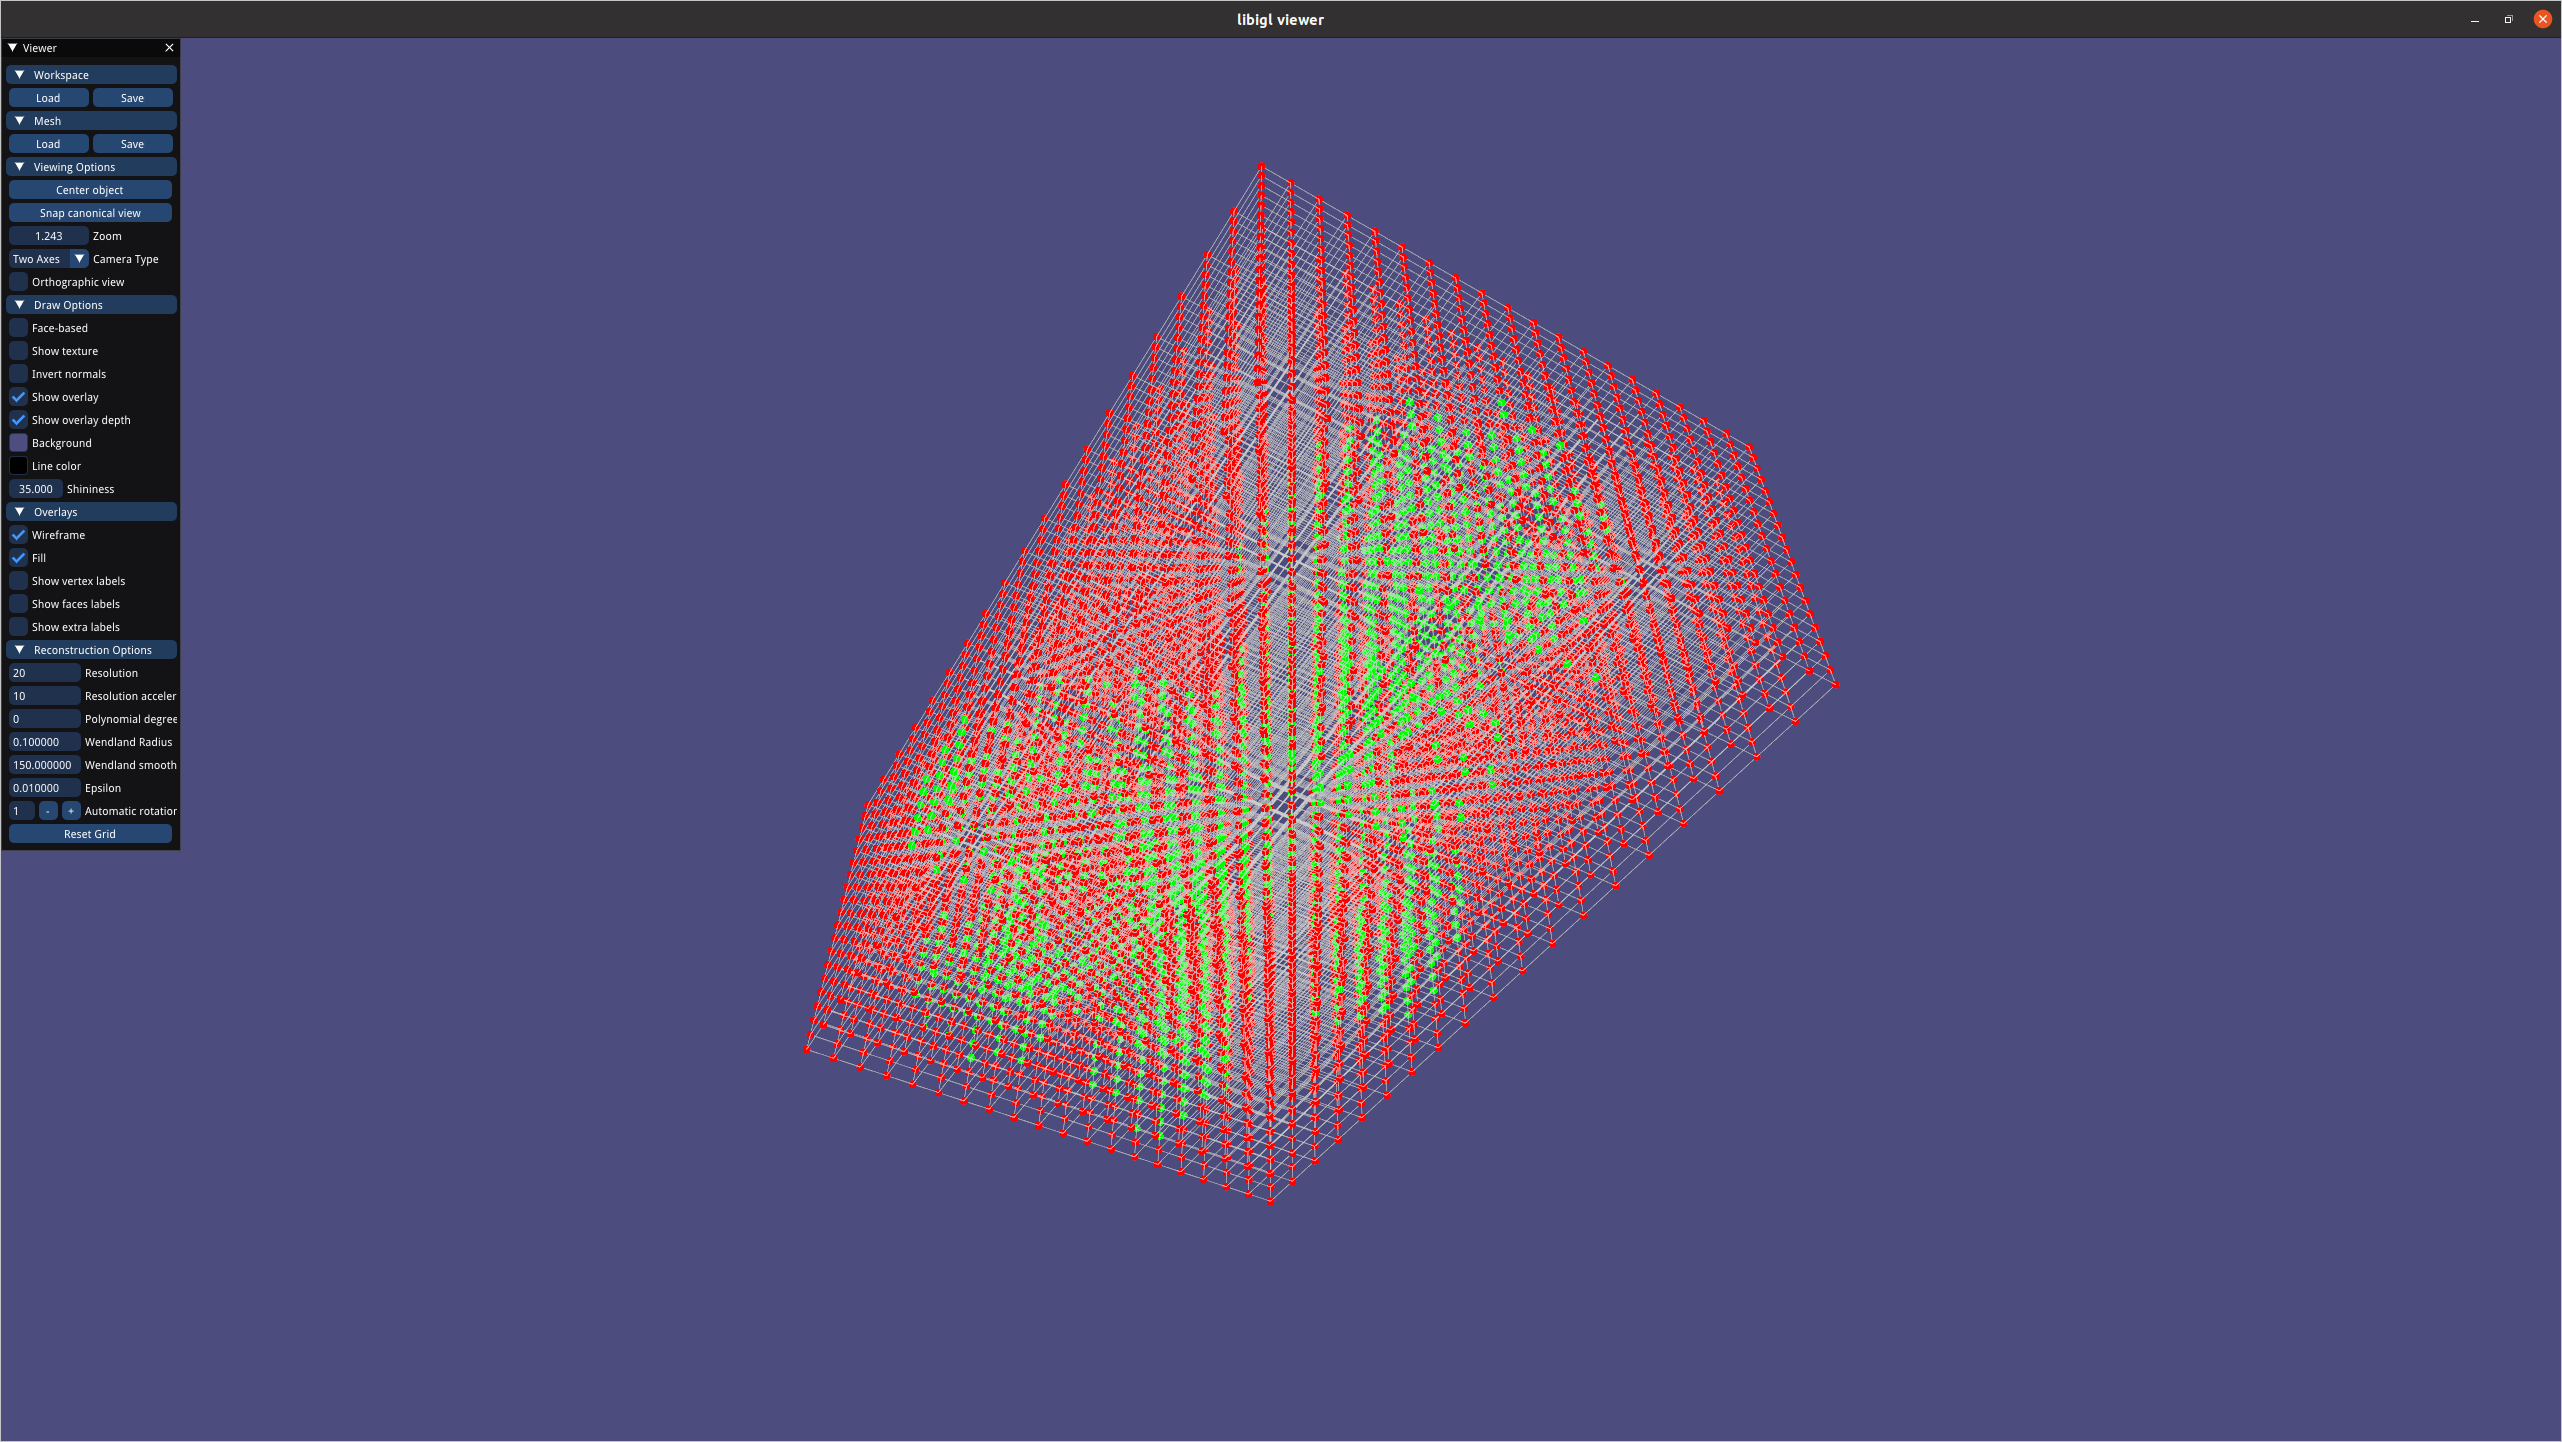 libigl viewer
Viewer
Workspace
Load Save
Mesh
Load Save
Viewing Options
Center object
Snap canonical view
1.243 Zoom
Two Axes Camera Type
Orthographic view
Draw Options
Face-based
Show texture
Invert normals
Show overlay
Show overlay depth
Background
Line color
35.000 Shininess
Overlays
Wireframe
Fill
Show vertex labels
Show faces labels
Show extra labels
Reconstruction Options
20 Resolution
10 Resolution acceler
0 Polynomial degree
0.100000 Wendland Radius
150.000000 Wendland smooth
0.010000 Epsilon
1 - + Automatic rotation
Reset Grid